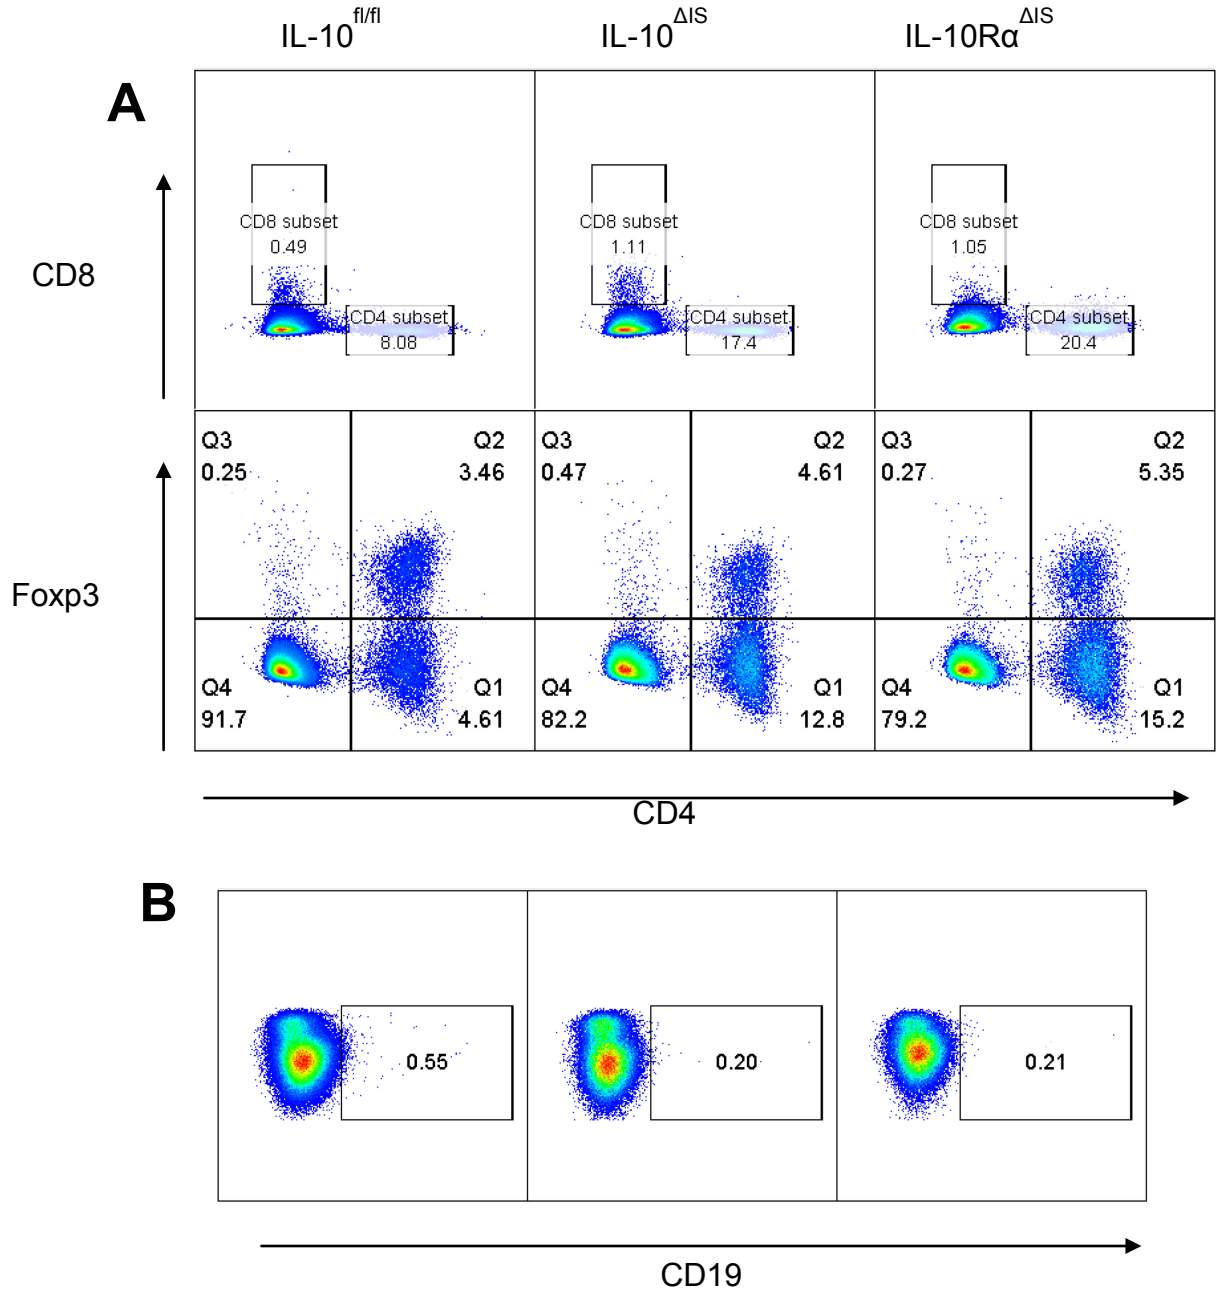 IL-10fl/fl IL-10ΔIS IL-10RαΔIS
A
CD8
CD8 subset
0.49
CD4 subset
8.08
CD8 subset
1.11
CD4 subset
17.4
CD8 subset
1.05
CD4 subset
20.4
Foxp3
Q3
0.25
Q2
3.46
Q4
91.7
Q1
4.61
Q3
0.47
Q2
4.61
Q4
82.2
Q1
12.8
Q3
0.27
Q2
5.35
Q4
79.2
Q1
15.2
CD4
B
0.55
0.20
0.21
CD19